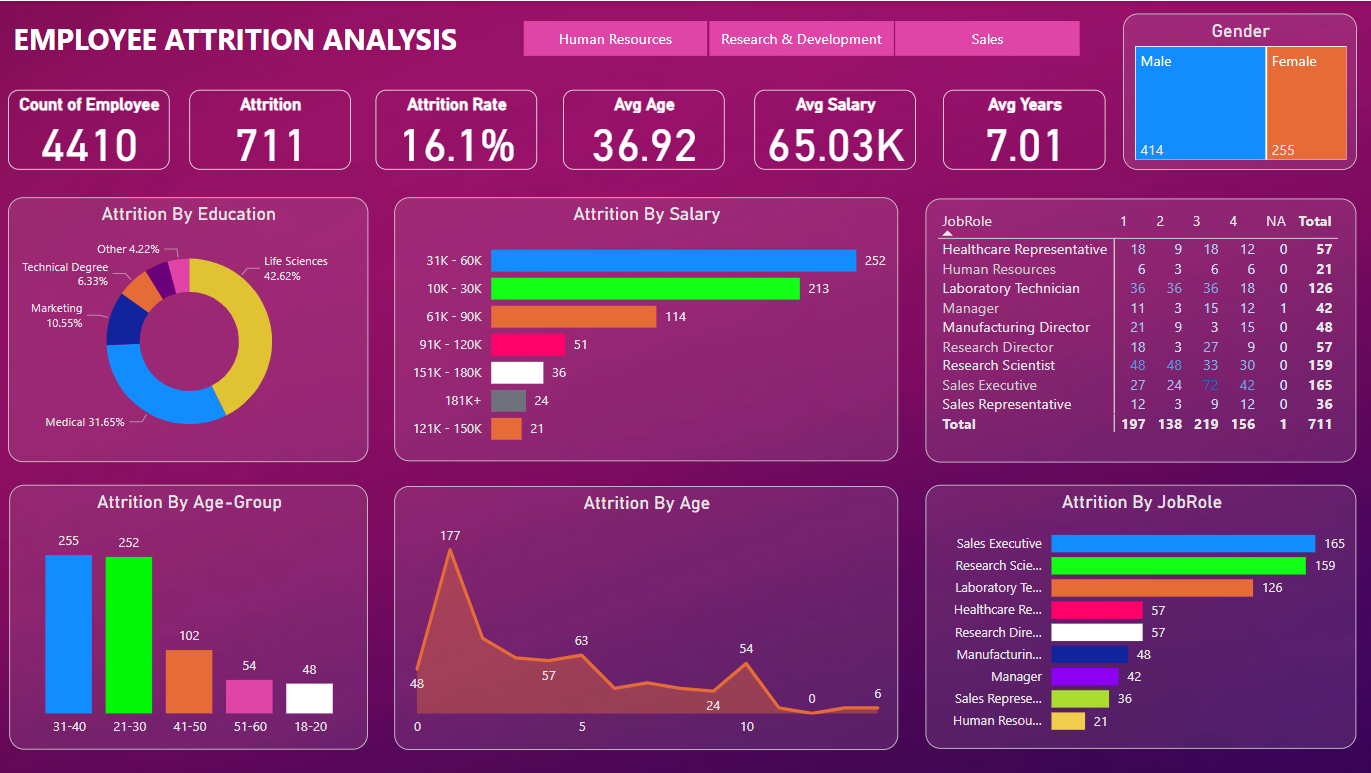 EMPLOYEE ATTRITION ANALYSIS
Human Resources
Research & Development
Sales
Gender
Male
Female
414
255
Count of Employee
4410
Attrition
711
Attrition Rate
16.1%
Avg Age
36.92
Avg Salary
65.03K
Avg Years
7.01
Attrition By Education
Other 4.22%
Technical Degree
6.33%
Marketing
10.55%
Medical 31.65%
Life Sciences
42.62%
Attrition By Salary
31K - 60K 252
10K - 30K 213
61K - 90K 114
91K - 120K 51
151K - 180K 36
181K+ 24
121K - 150K 21
JobRole 1 2 3 4 NA Total
Healthcare Representative 18 9 18 12 0 57
Human Resources 6 3 6 6 0 21
Laboratory Technician 36 36 36 18 0 126
Manager 11 3 15 12 1 42
Manufacturing Director 21 9 3 15 0 48
Research Director 18 3 27 9 0 57
Research Scientist 48 48 33 30 0 159
Sales Executive 27 24 72 42 0 165
Sales Representative 12 3 9 12 0 36
Total 197 138 219 156 1 711
Attrition By Age-Group
255 252 102 54 48
31-40 21-30 41-50 51-60 18-20
Attrition By Age
177
48
57
63
24
54
0
6
0 5 10
Attrition By JobRole
Sales Executive 165
Research Scie... 159
Laboratory Te... 126
Healthcare Re... 57
Research Dire... 57
Manufacturin... 48
Manager 42
Sales Represe... 36
Human Resou... 21